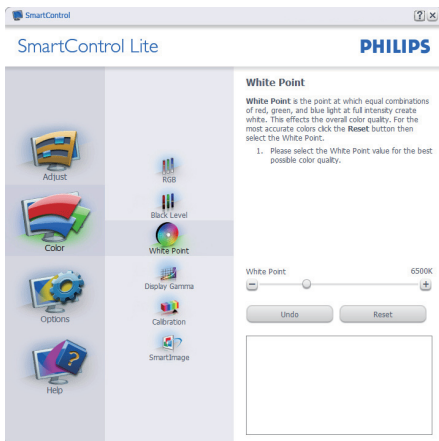 SmartControl
SmartControl Lite
PHILIPS
Adjust
Color
Options
Help
RGB
Black Level
White Point
Display Gamma
Calibration
SmartImage
White Point
White Point is the point at which equal combinations
of red, green, and blue light at full intensity create
white. This effects the overall color quality. For the
most accurate colors click the Reset button then
select the White Point.
1. Please select the White Point value for the best
possible color quality.
White Point 6500K
Undo Reset